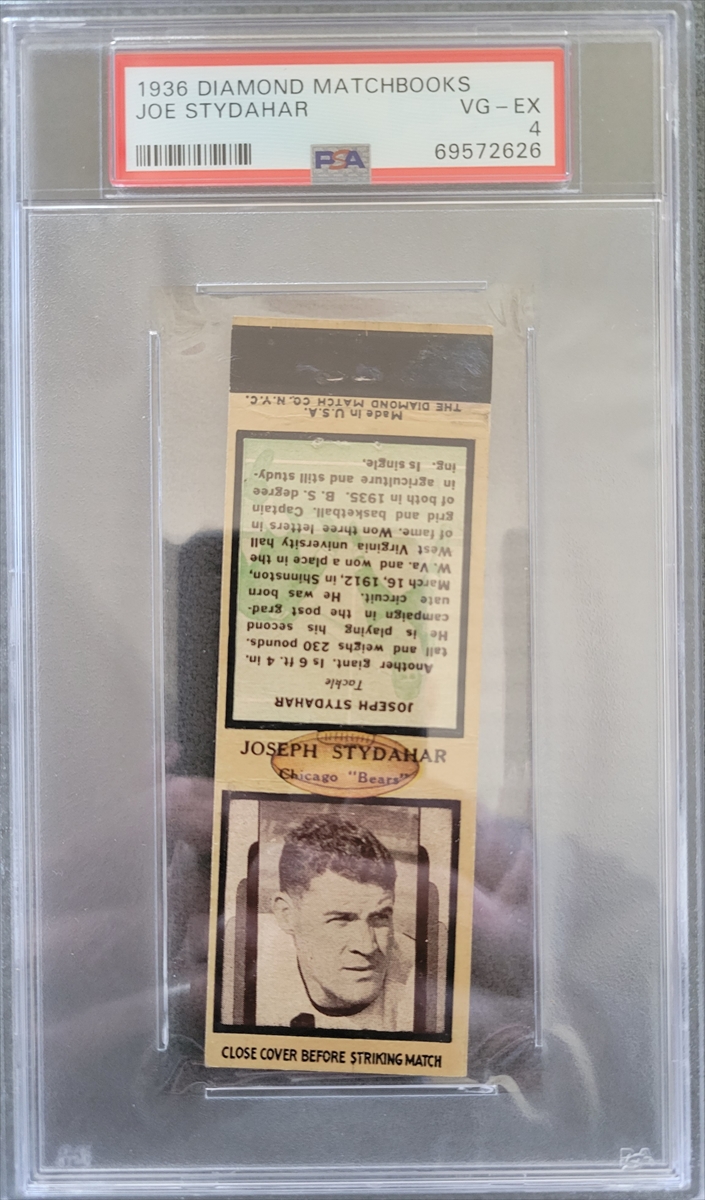 1936 DIAMOND MATCHBOOKS
JOE STYDAHAR VG-EX
4
PSA 69572626
THE DIAMOND MATCH CO. N.Y.C.
Made in U.S.A.
JOSEPH STYDAHAR
Tackle
Another giant. Is 6 ft. 4 in.
tall and weighs 230 pounds.
He is playing his second
campaign in the post grad-
uate circuit. He was born
March 16, 1912, in Shinnston,
W. Va. and won a place in the
West Virginia university hall
of fame. Won three letters in
grid and basketball. Captain
of both in 1935. B. S. degree
in agriculture and still study-
ing. Is single.
JOSEPH STYDAHAR
Chicago "Bears"
CLOSE COVER BEFORE STRIKING MATCH